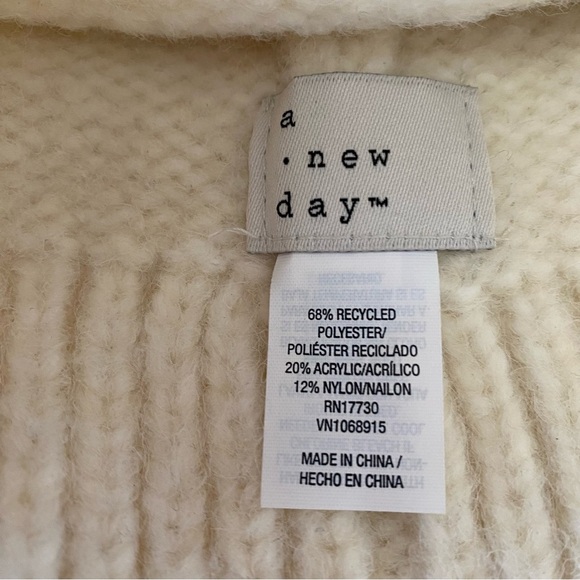 a
• new
day™
68% RECYCLED
POLYESTER/
POLIÉSTER RECICLADO
20% ACRYLIC/ACRÍLICO
12% NYLON/NAILON
RN17730
VN1068915
MADE IN CHINA /
HECHO EN CHINA